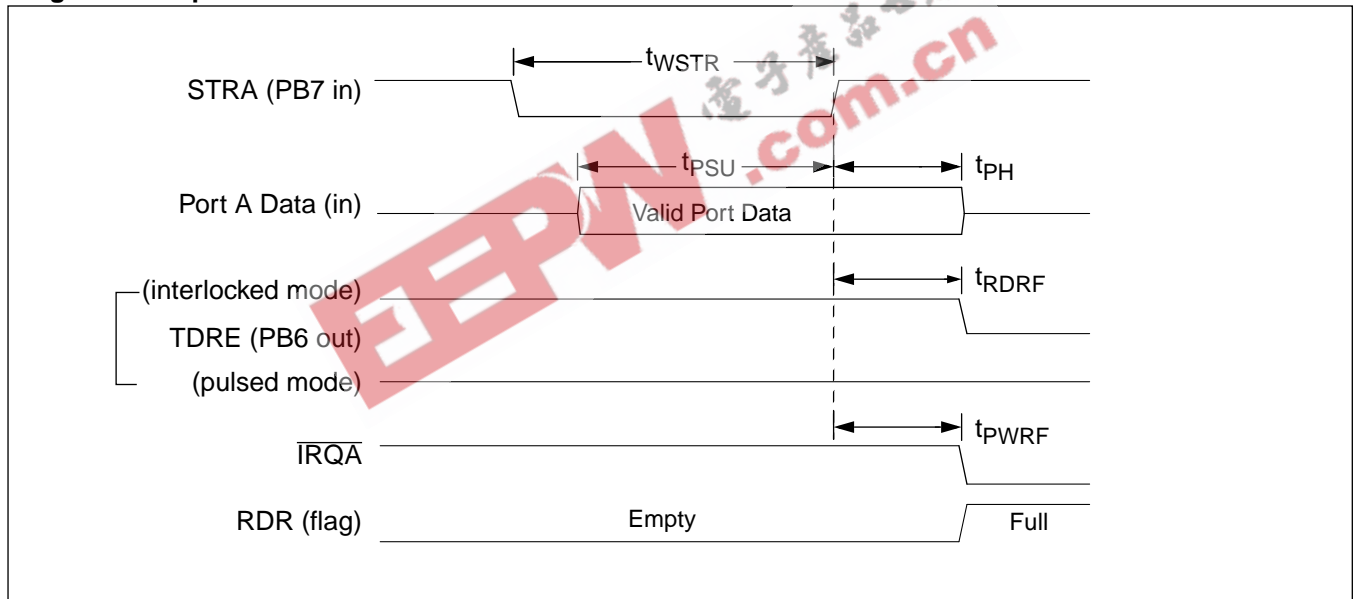 tWSTR
STRA (PB7 in)
tPSU
tPH
Port A Data (in)
Valid Port Data
(interlocked mode)
tRDRF
TDRE (PB6 out)
(pulsed mode)
tPWRF
IRQA
RDR (flag)
Empty
Full
EEPW
.com.cn